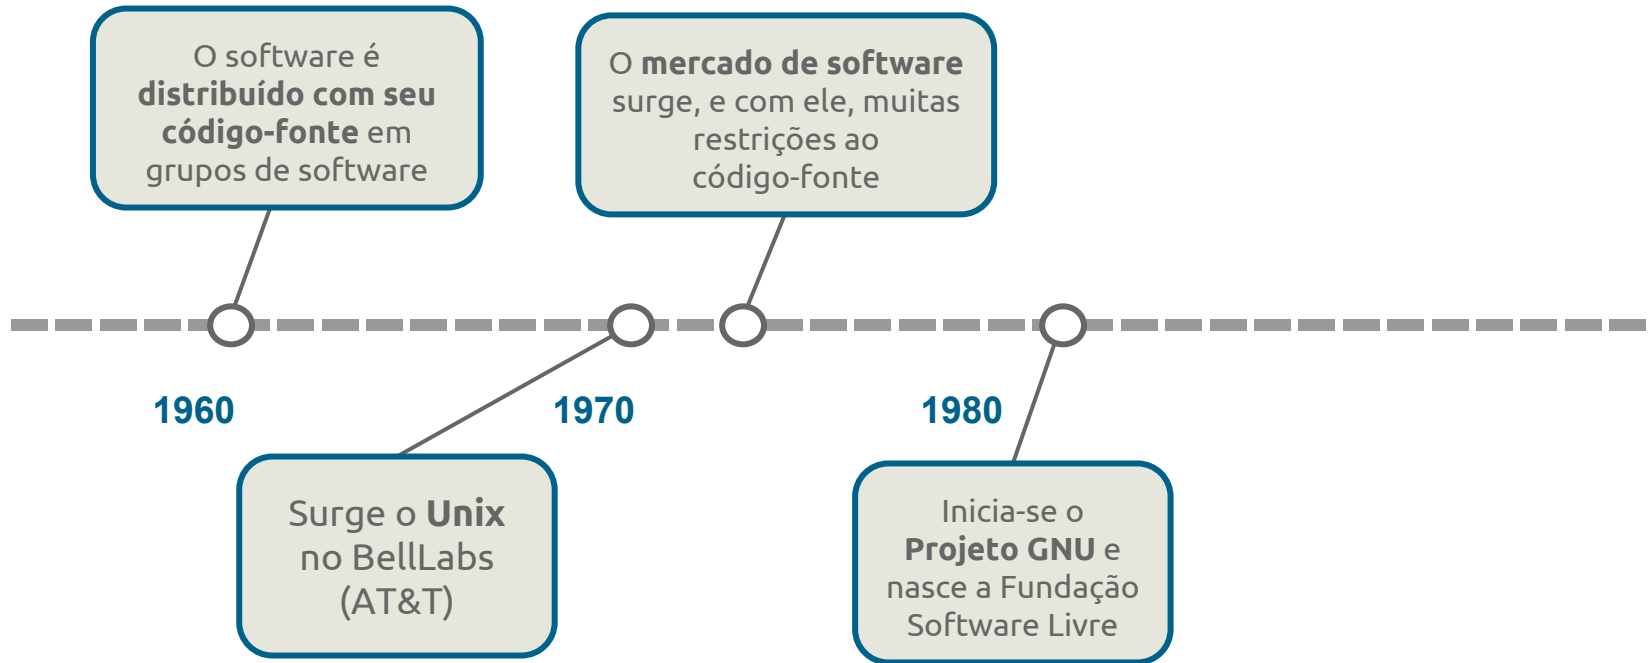 O software é
distribuído com seu
código-fonte em
grupos de software
O mercado de software
surge, e com ele, muitas
restrições ao
código-fonte
1960
1970
1980
Surge o Unix
no BellLabs
(AT&T)
Inicia-se o
Projeto GNU e
nasce a Fundação
Software Livre